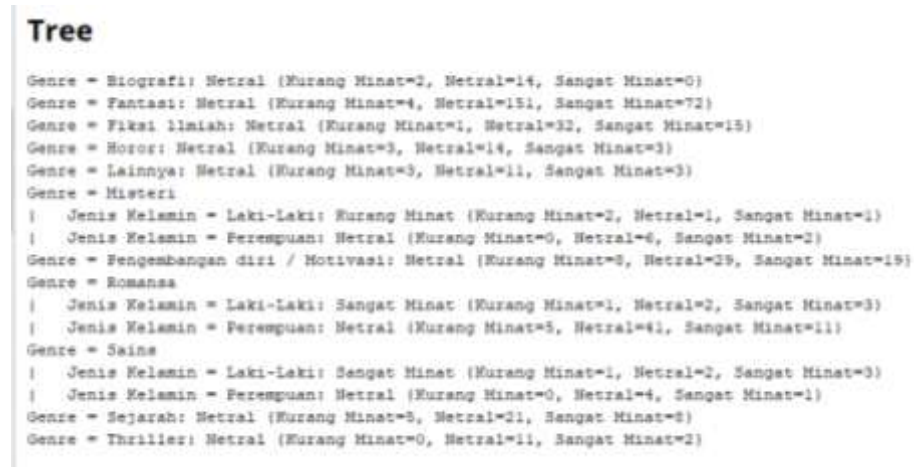 Tree
Genre = Biografi: Netral {Kurang Minat=2, Netral=14, Sangat Minat=0}
Genre = Fantasi: Netral {Kurang Minat=4, Netral=151, Sangat Minat=72}
Genre = Fiksi Ilmiah: Netral {Kurang Minat=1, Netral=32, Sangat Minat=15}
Genre = Horor: Netral {Kurang Minat=3, Netral=14, Sangat Minat=3}
Genre = Lainnya: Netral {Kurang Minat=3, Netral=11, Sangat Minat=3}
Genre = Misteri
|   Jenis Kelamin = Laki-Laki: Kurang Minat {Kurang Minat=2, Netral=1, Sangat Minat=1}
|   Jenis Kelamin = Perempuan: Netral {Kurang Minat=0, Netral=6, Sangat Minat=2}
Genre = Pengembangan diri / Motivasi: Netral {Kurang Minat=8, Netral=29, Sangat Minat=19}
Genre = Romansa
|   Jenis Kelamin = Laki-Laki: Sangat Minat {Kurang Minat=1, Netral=2, Sangat Minat=3}
|   Jenis Kelamin = Perempuan: Netral {Kurang Minat=5, Netral=41, Sangat Minat=11}
Genre = Sains
|   Jenis Kelamin = Laki-Laki: Sangat Minat {Kurang Minat=1, Netral=2, Sangat Minat=3}
|   Jenis Kelamin = Perempuan: Netral {Kurang Minat=0, Netral=4, Sangat Minat=1}
Genre = Sejarah: Netral {Kurang Minat=5, Netral=21, Sangat Minat=8}
Genre = Thriller: Netral {Kurang Minat=0, Netral=11, Sangat Minat=2}